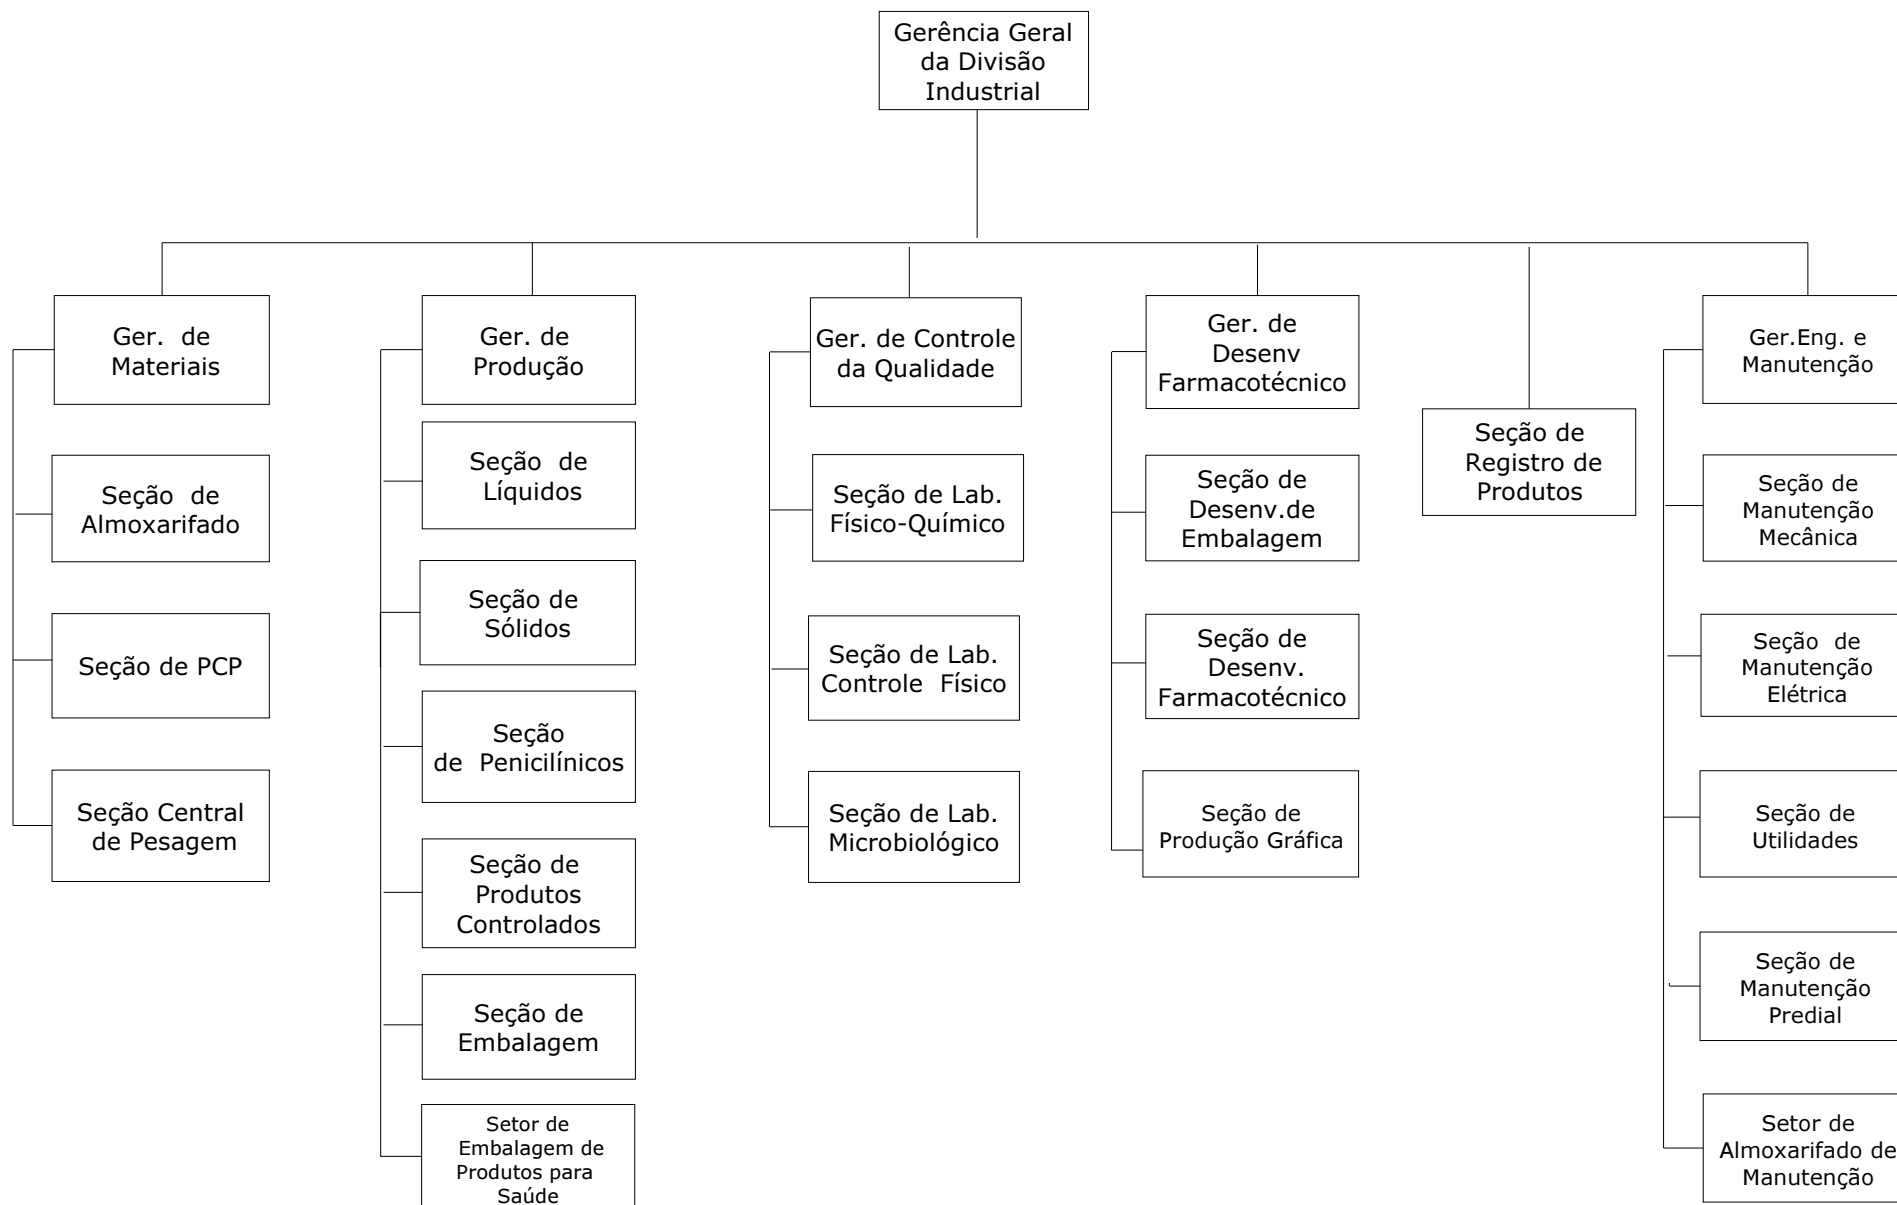 Gerência Geral
da Divisão
Industrial
Ger. de
Materiais
Seção de
Almoxarifado
Seção de PCP
Seção Central
de Pesagem
Ger. de
Produção
Seção de
Líquidos
Seção de
Sólidos
Seção
de Penicilínicos
Seção de
Produtos
Controlados
Seção de
Embalagem
Setor de
Embalagem de
Produtos para
Saúde
Ger. de Controle
da Qualidade
Seção de Lab.
Físico-Químico
Seção de Lab.
Controle Físico
Seção de Lab.
Microbiológico
Ger. de
Desenv
Farmacotécnico
Seção de
Desenv.de
Embalagem
Seção de
Desenv.
Farmacotécnico
Seção de
Produção Gráfica
Seção de
Registro de
Produtos
Ger.Eng. e
Manutenção
Seção de
Manutenção
Mecânica
Seção de
Manutenção
Elétrica
Seção de
Utilidades
Seção de
Manutenção
Predial
Setor de
Almoxarifado de
Manutenção